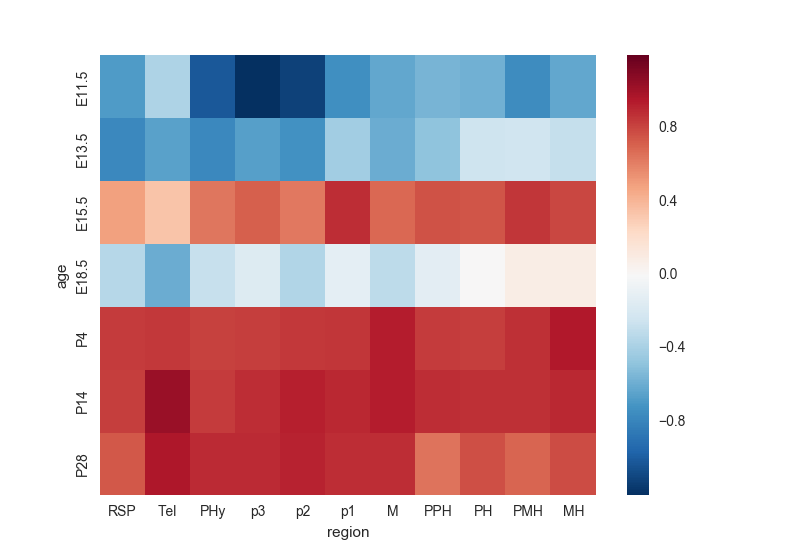 E11.5
E13.5
E15.5
E18.5
P4
P14
P28
age
RSP Tel PHy p3 p2 p1 M PPH PH PMH MH
region
0.8
0.4
0.0
−0.4
−0.8